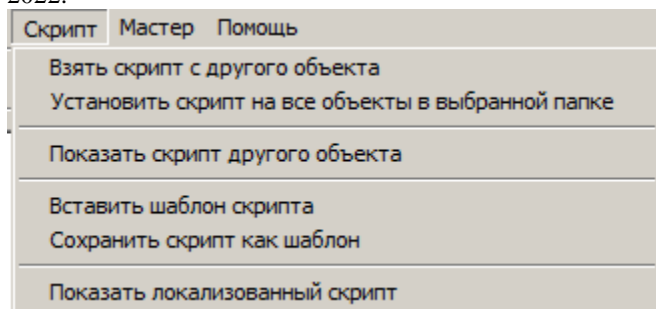 2022.
Скрипт Мастер Помощь
Взять скрипт с другого объекта
Установить скрипт на все объекты в выбранной папке
Показать скрипт другого объекта
Вставить шаблон скрипта
Сохранить скрипт как шаблон
Показать локализованный скрипт